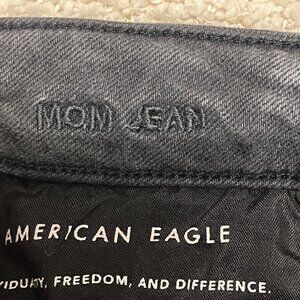 MOM JEAN
AMERICAN EAGLE
VIDUALITY, FREEDOM, AND DIFFERENCE.